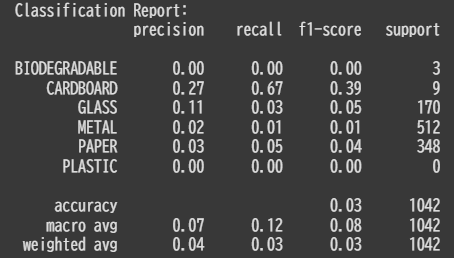 Classification Report:
precision recall f1-score support
BIODEGRADABLE 0.00 0.00 0.00 3
CARDBOARD 0.27 0.67 0.39 9
GLASS 0.11 0.03 0.05 170
METAL 0.02 0.01 0.01 512
PAPER 0.03 0.05 0.04 348
PLASTIC 0.00 0.00 0.00 0
accuracy 0.03 1042
macro avg 0.07 0.12 0.08 1042
weighted avg 0.04 0.03 0.03 1042